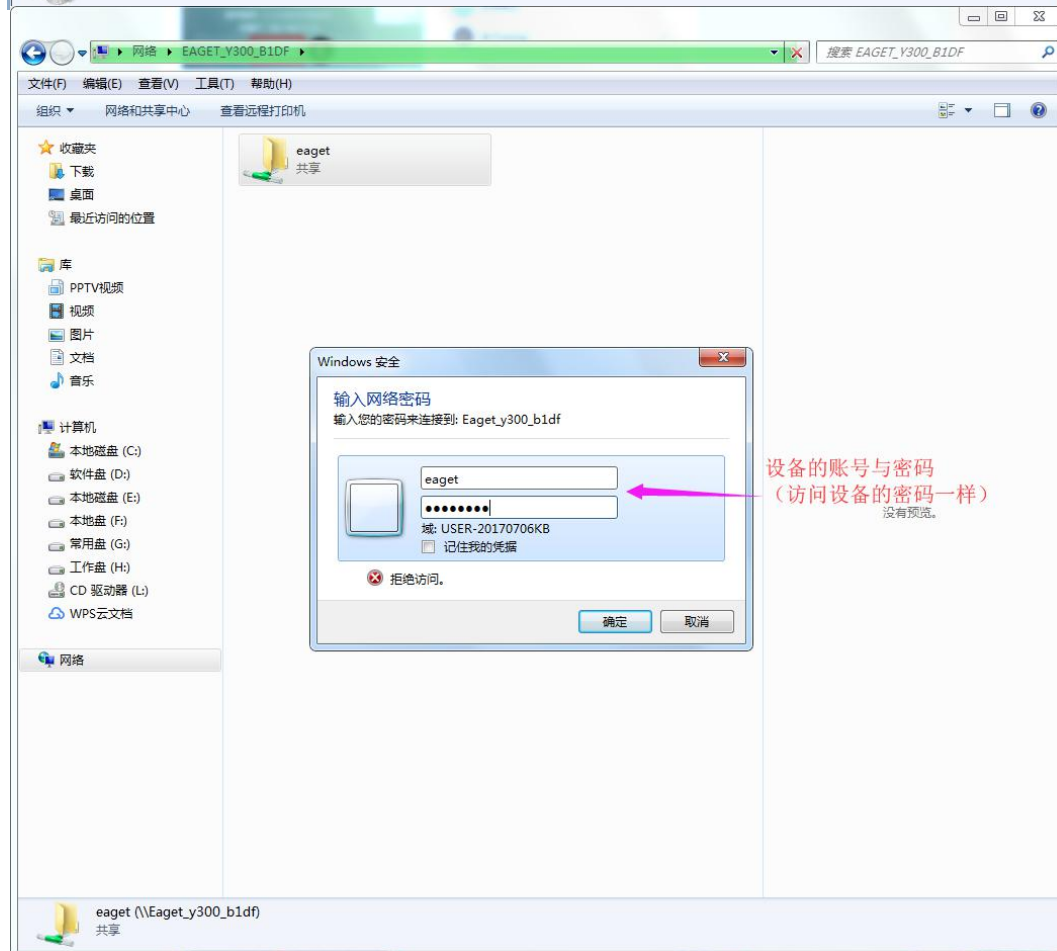 网络 ▸ EAGET_Y300_B1DF ▸
搜索 EAGET_Y300_B1DF
文件(F) 编辑(E) 查看(V) 工具(T) 帮助(H)
组织 网络和共享中心 查看远程打印机
收藏夹
下载
桌面
最近访问的位置
库
PPTV视频
视频
图片
文档
音乐
计算机
本地磁盘 (C:)
软件盘 (D:)
本地磁盘 (E:)
本地盘 (F:)
常用盘 (G:)
工作盘 (H:)
CD 驱动器 (L:)
WPS云文档
网络
eaget
共享
Windows 安全
输入网络密码
输入您的密码来连接到: Eaget_y300_b1df
eaget
••••••••
域: USER-20170706KB
记住我的凭据
拒绝访问。
确定 取消
设备的账号与密码
（访问设备的密码一样）
没有预览。
eaget (\\Eaget_y300_b1df)
共享